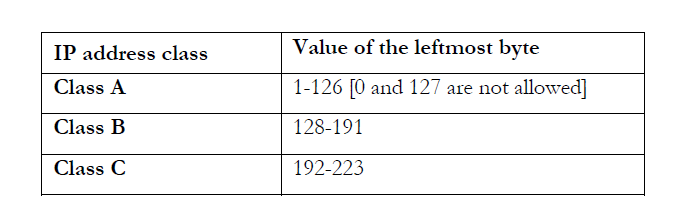 IP address class
Value of the leftmost byte
Class A
1-126 [0 and 127 are not allowed]
Class B
128-191
Class C
192-223